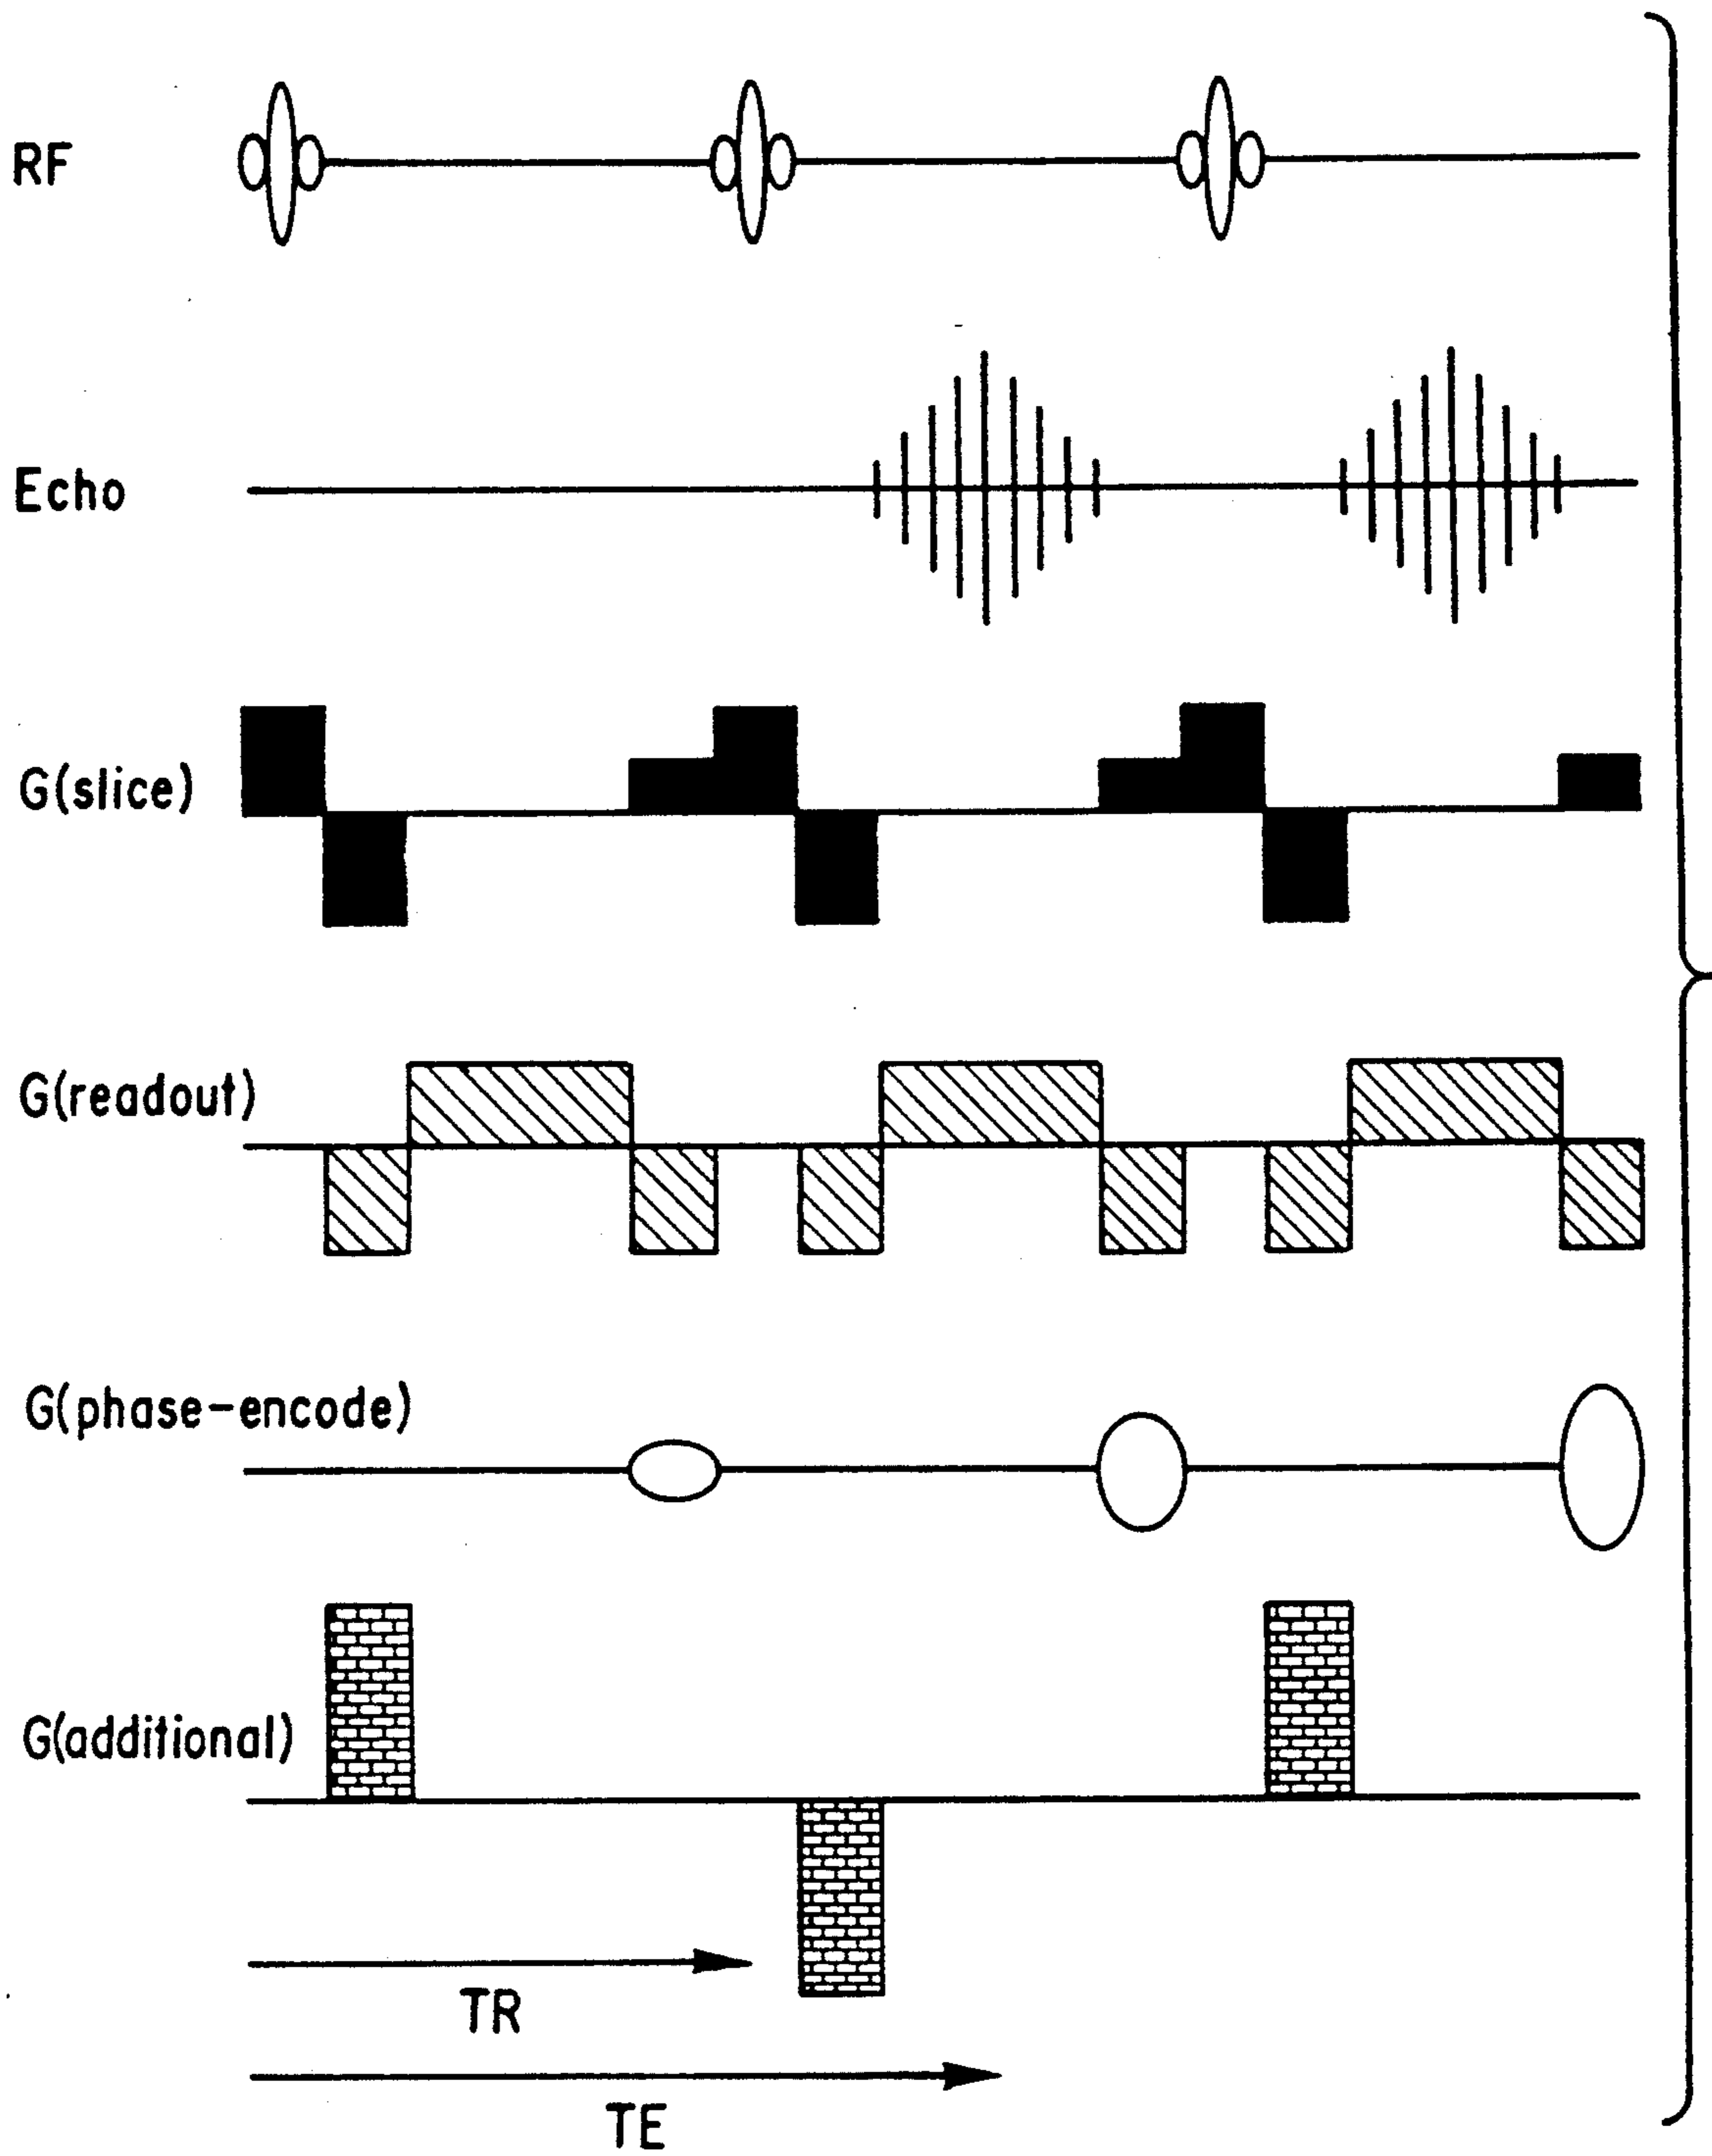 RF
Echo
G(slice)
G(readout)
G(phase-encode)
G(additional)
TR
TE